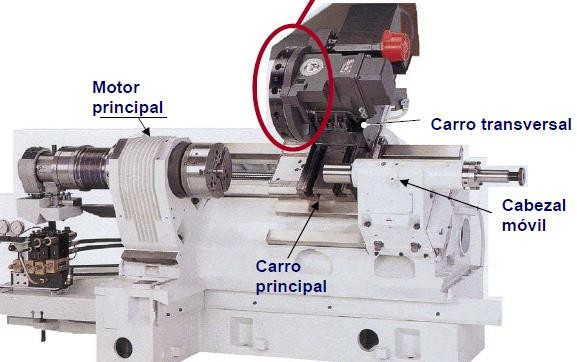 Motor
principal
Carro transversal
Cabezal
móvil
Carro
principal